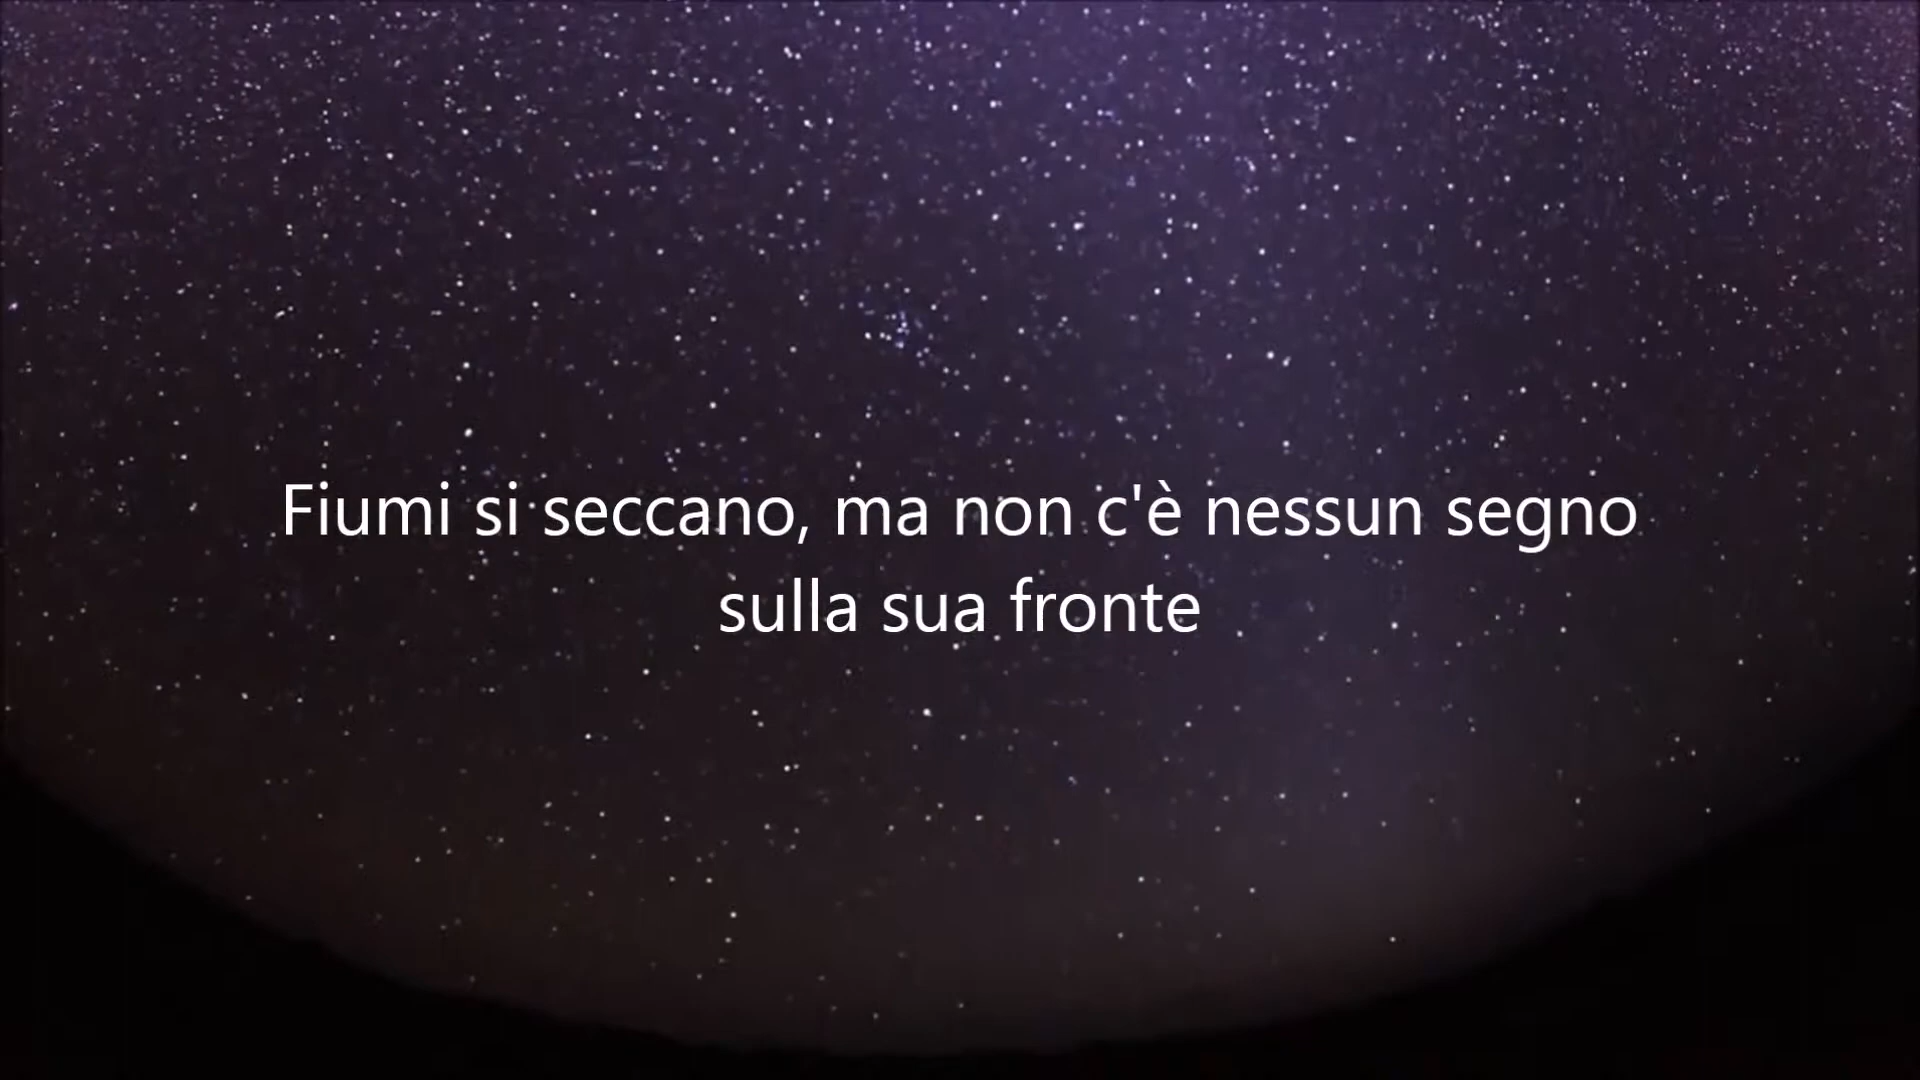 Fiumi si seccano, ma non c'è nessun segno
sulla sua fronte